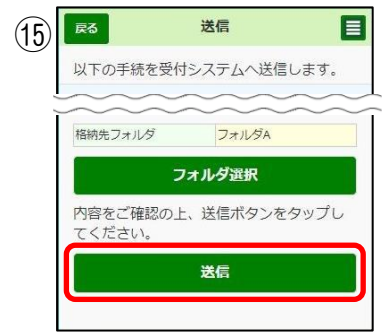 ⑮
戻る
送信
以下の手続を受付システムへ送信します。
格納先フォルダ
フォルダA
フォルダ選択
内容をご確認の上、送信ボタンをタップし
てください。
送信